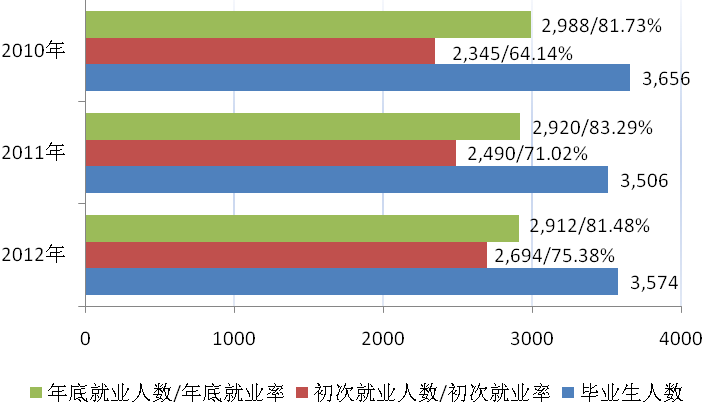 2,988/81.73%
2010年
2,345/64.14%
3,656
2,920/83.29%
2011年
2,490/71.02%
3,506
2,912/81.48%
2012年
2,694/75.38%
3,574
0 1000 2000 3000 4000
年底就业人数/年底就业率 初次就业人数/初次就业率 毕业生人数